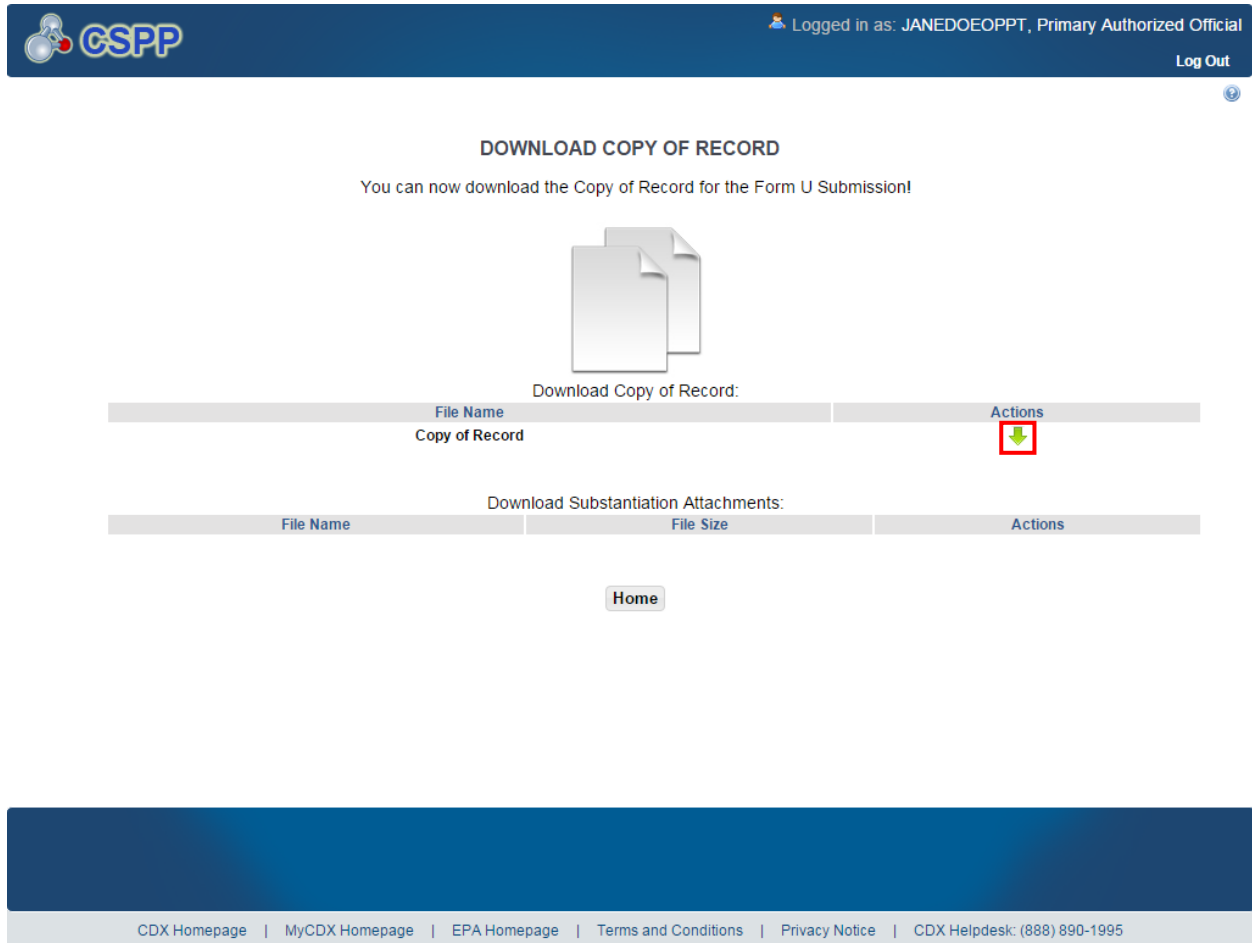 CSPP
Logged in as: JANEDOEOPPT, Primary Authorized Official
Log Out
DOWNLOAD COPY OF RECORD
You can now download the Copy of Record for the Form U Submission!
Download Copy of Record:
File Name Actions
Copy of Record
Download Substantiation Attachments:
File Name File Size Actions
Home
CDX Homepage | MyCDX Homepage | EPA Homepage | Terms and Conditions | Privacy Notice | CDX Helpdesk: (888) 890-1995